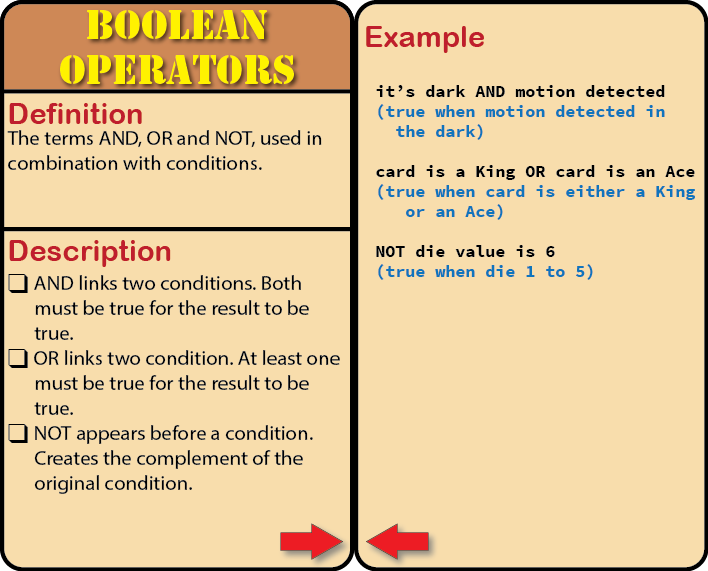 BOOLEAN
OPERATORS
Definition
The terms AND, OR and NOT, used in
combination with conditions.
Description
❏ AND links two conditions. Both
must be true for the result to be
true.
❏ OR links two condition. At least one
must be true for the result to be
true.
❏ NOT appears before a condition.
Creates the complement of the
original condition.
Example
it’s dark AND motion detected
(true when motion detected in
the dark)
card is a King OR card is an Ace
(true when card is either a King
or an Ace)
NOT die value is 6
(true when die 1 to 5)